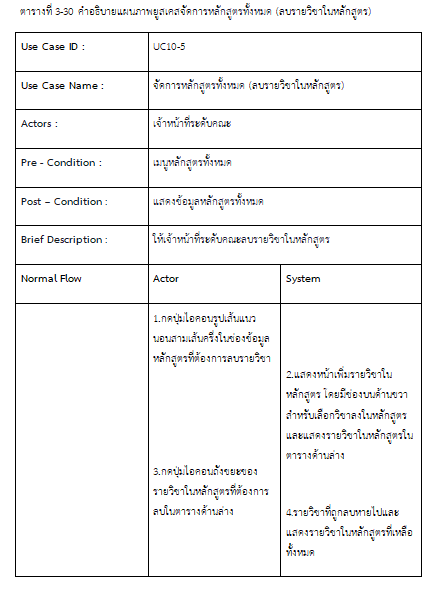 ตารางที่ 3-30 คำอธิบายแผนภาพยูสเคสจัดการหลักสูตรทั้งหมด (ลบรายวิชาในหลักสูตร)
Use Case ID : UC10-5
Use Case Name : จัดการหลักสูตรทั้งหมด (ลบรายวิชาในหลักสูตร)
Actors : เจ้าหน้าที่ระดับคณะ
Pre - Condition : เมนูหลักสูตรทั้งหมด
Post – Condition : แสดงข้อมูลหลักสูตรทั้งหมด
Brief Description : ให้เจ้าหน้าที่ระดับคณะลบรายวิชาในหลักสูตร
Normal Flow Actor System
1.กดปุ่มไอคอนรูปเส้นแนว
นอนสามเส้นครึ่งในช่องข้อมูล
หลักสูตรที่ต้องการลบรายวิชา
2.แสดงหน้าเพิ่มรายวิชาใน
หลักสูตร โดยมีช่องบนด้านขวา
สำหรับเลือกวิชาลงในหลักสูตร
และแสดงรายวิชาในหลักสูตรใน
ตารางด้านล่าง
3.กดปุ่มไอคอนถังขยะของ
รายวิชาในหลักสูตรที่ต้องการ
ลบในตารางด้านล่าง
4.รายวิชาที่ถูกลบหายไปและ
แสดงรายวิชาในหลักสูตรที่เหลือ
ทั้งหมด